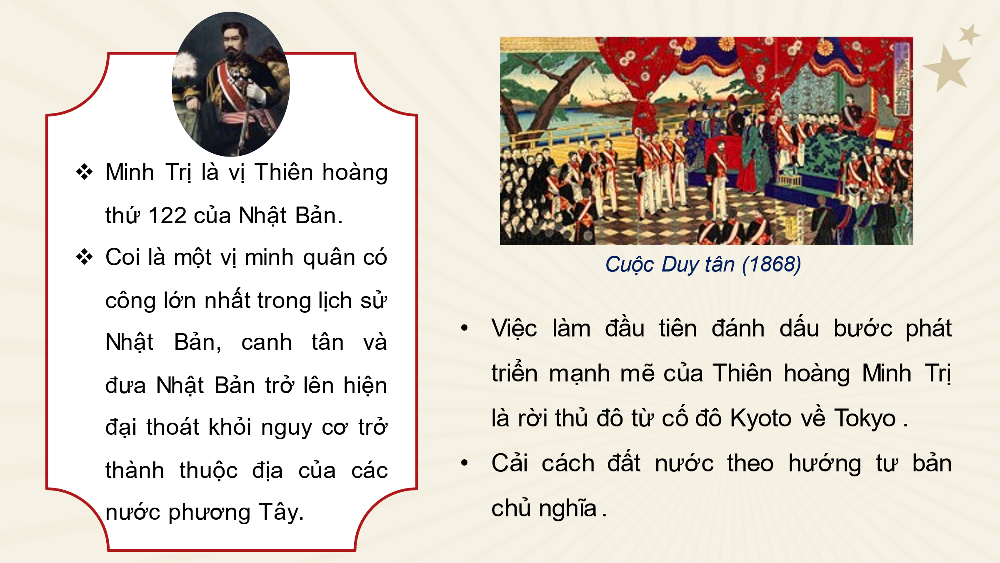 ❖ Minh Trị là vị Thiên hoàng
thứ 122 của Nhật Bản.
❖ Coi là một vị minh quân có
công lớn nhất trong lịch sử
Nhật Bản, canh tân và
đưa Nhật Bản trở lên hiện
đại thoát khỏi nguy cơ trở
thành thuộc địa của các
nước phương Tây.
Cuộc Duy tân (1868)
• Việc làm đầu tiên đánh dấu bước phát
triển mạnh mẽ của Thiên hoàng Minh Trị
là rời thủ đô từ cố đô Kyoto về Tokyo .
• Cải cách đất nước theo hướng tư bản
chủ nghĩa .